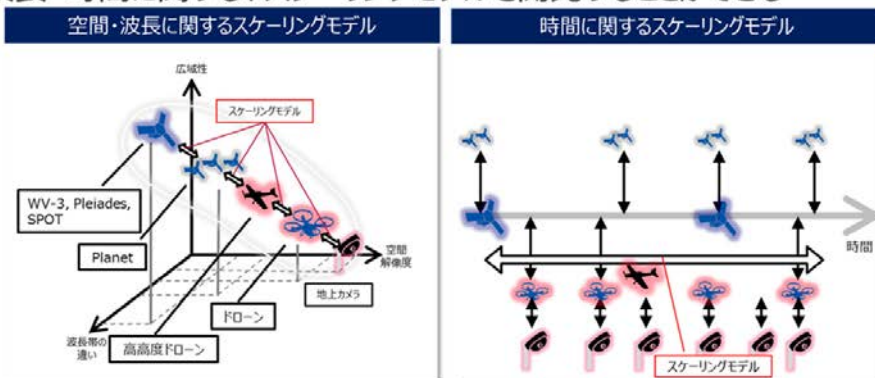 空間・波長に関するスケーリングモデル
時間に関するスケーリングモデル
広域性
スケーリングモデル
WV-3, Pleiades,
SPOT
Planet
空間
解像度
地上カメラ
ドローン
高高度ドローン
波長帯の
違い
時間
スケーリングモデル